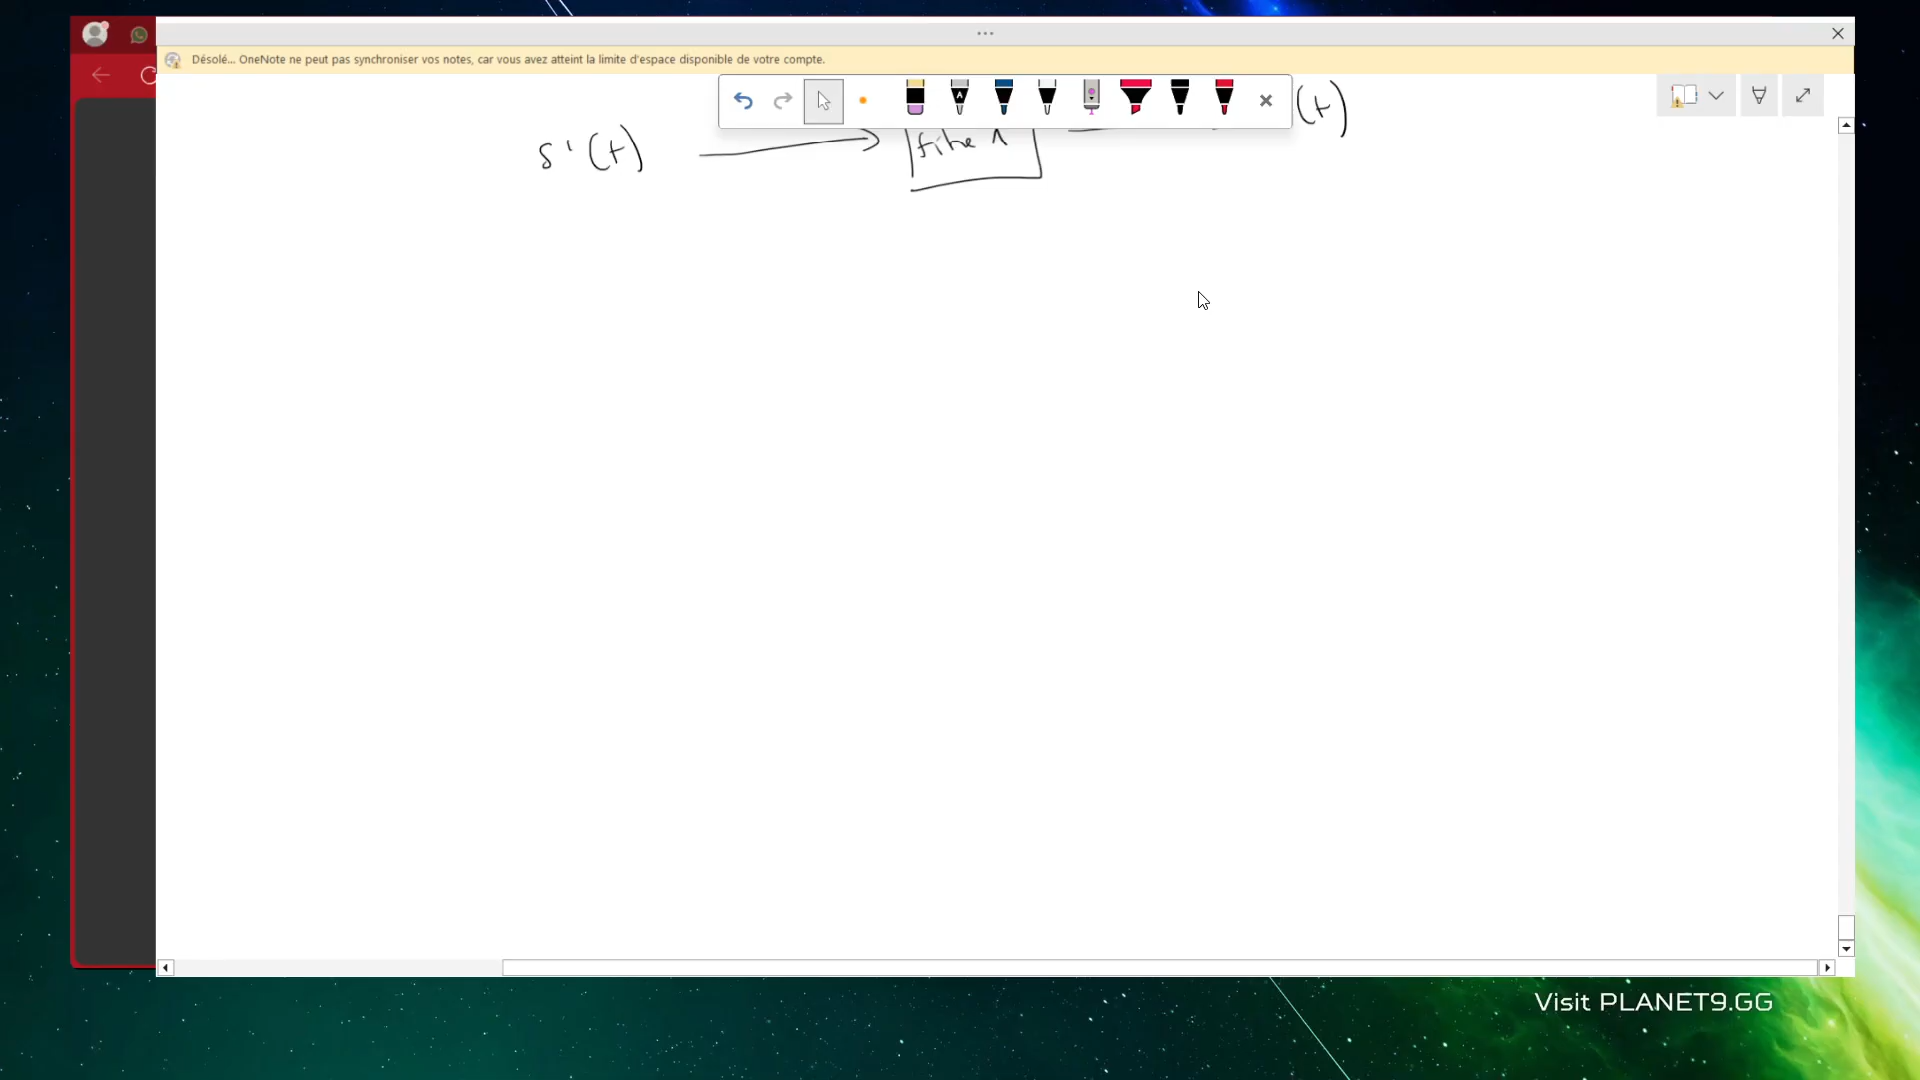 Désolé... OneNote ne peut pas synchroniser vos notes, car vous avez atteint la limite d'espace disponible de votre compte.
(t)
s'(t)
filtre 1
Visit PLANET9.GG